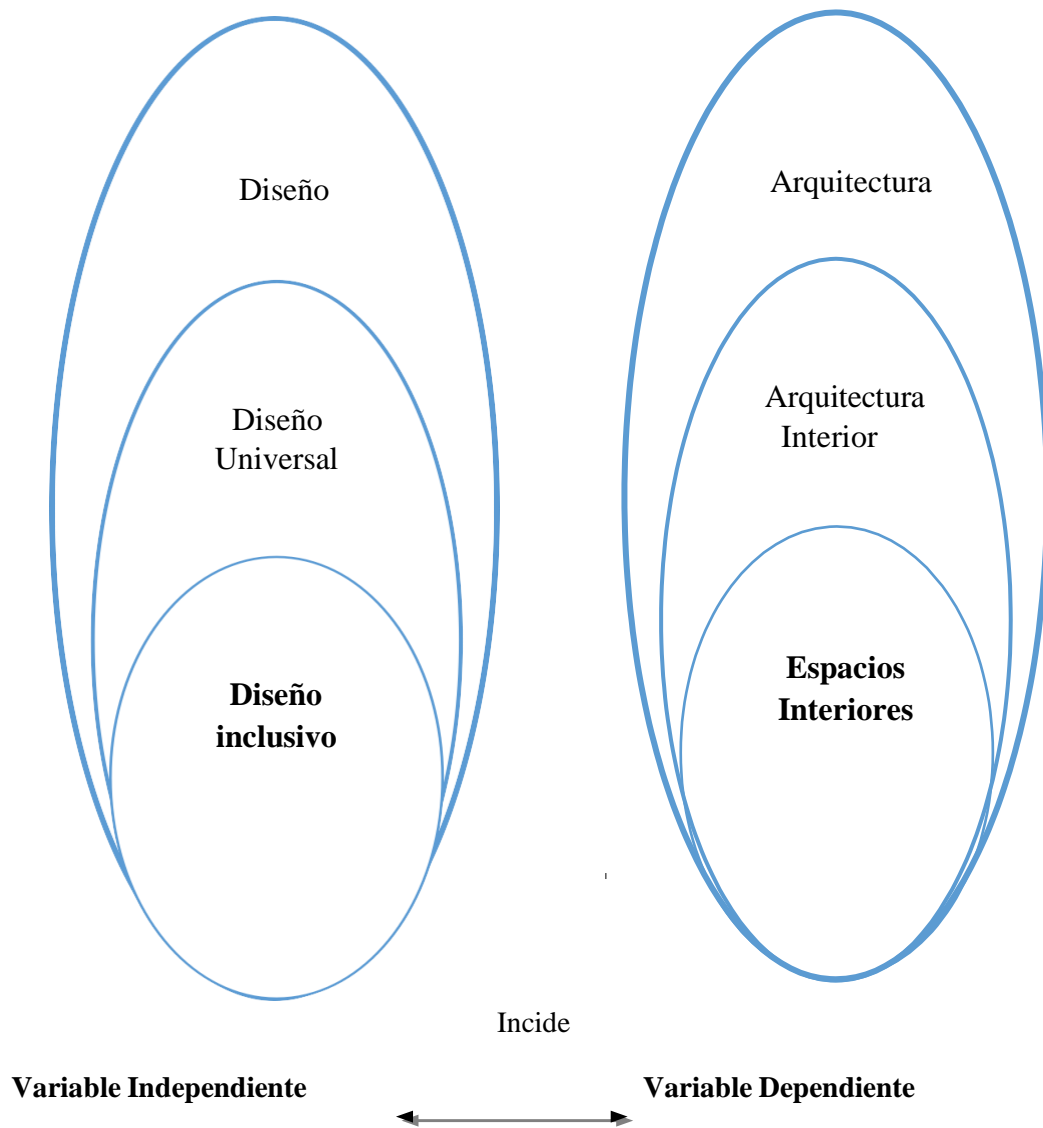 Diseño
Diseño
Universal
Diseño
inclusivo
Arquitectura
Arquitectura
Interior
Espacios
Interiores
Incide
Variable Independiente
Variable Dependiente